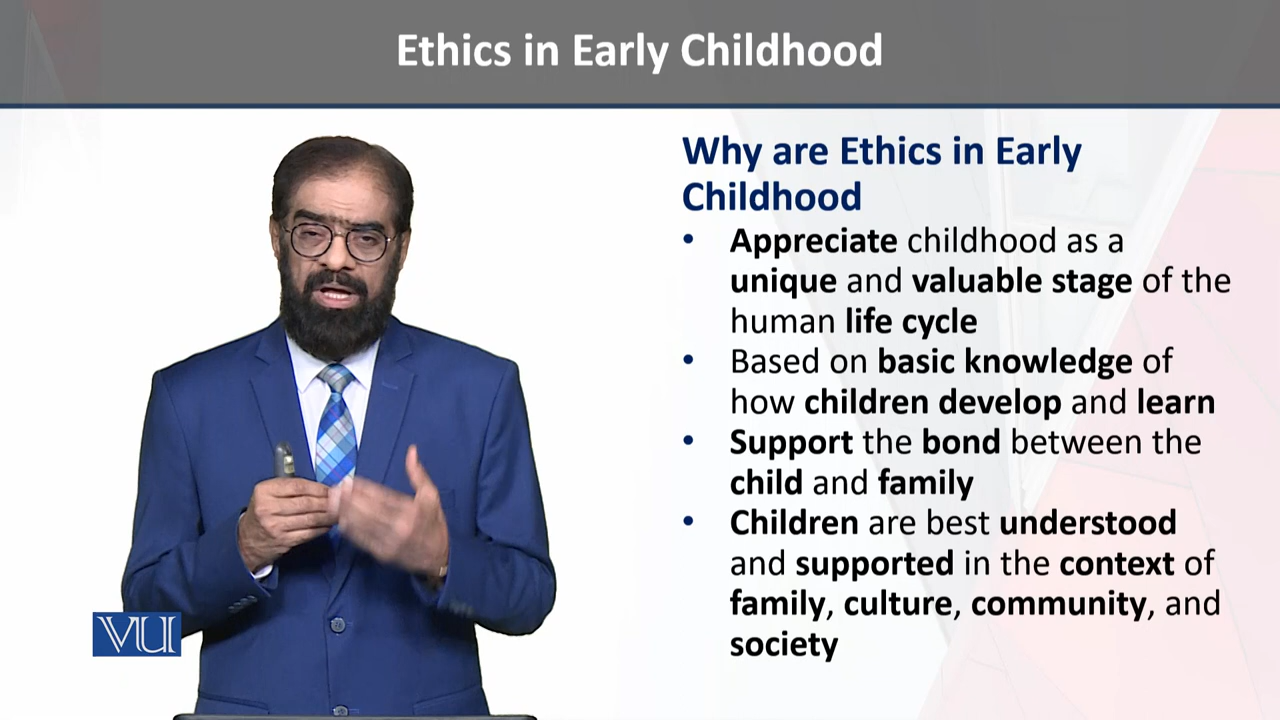 Ethics in Early Childhood
Why are Ethics in Early
Childhood
• Appreciate childhood as a
unique and valuable stage of the
human life cycle
• Based on basic knowledge of
how children develop and learn
• Support the bond between the
child and family
• Children are best understood
and supported in the context of
family, culture, community, and
society
VU